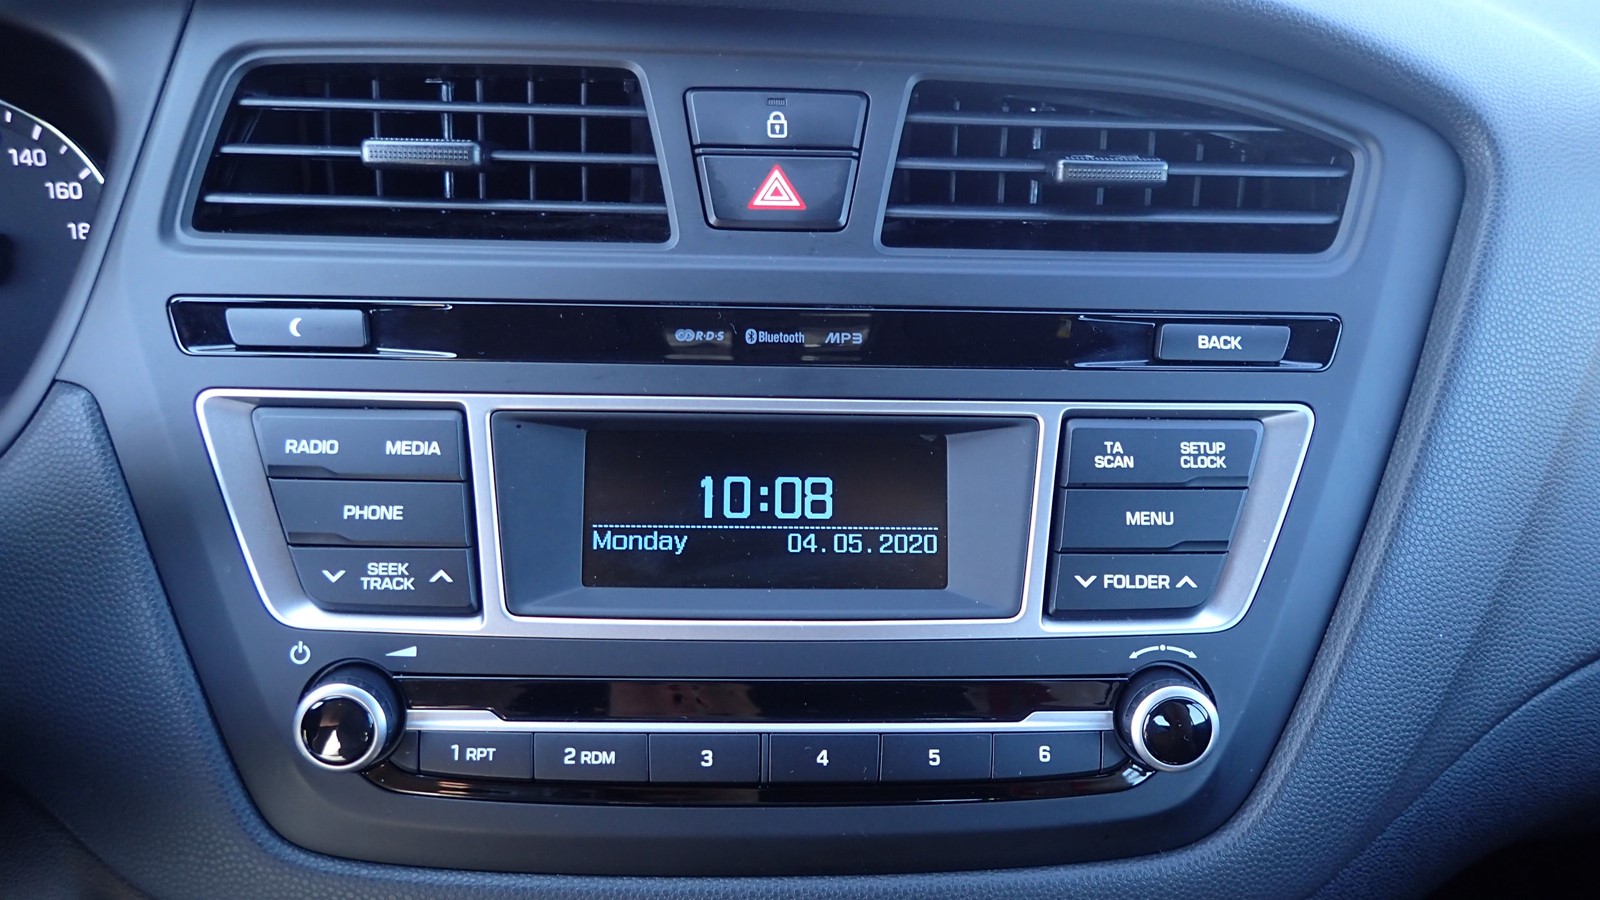 140
160
18
R·D·S
Bluetooth
MP3
BACK
RADIO
MEDIA
TA
SCAN
SETUP
CLOCK
PHONE
MENU
SEEK
TRACK
FOLDER
10:08
Monday 04.05.2020
1 RPT
2 RDM
3
4
5
6